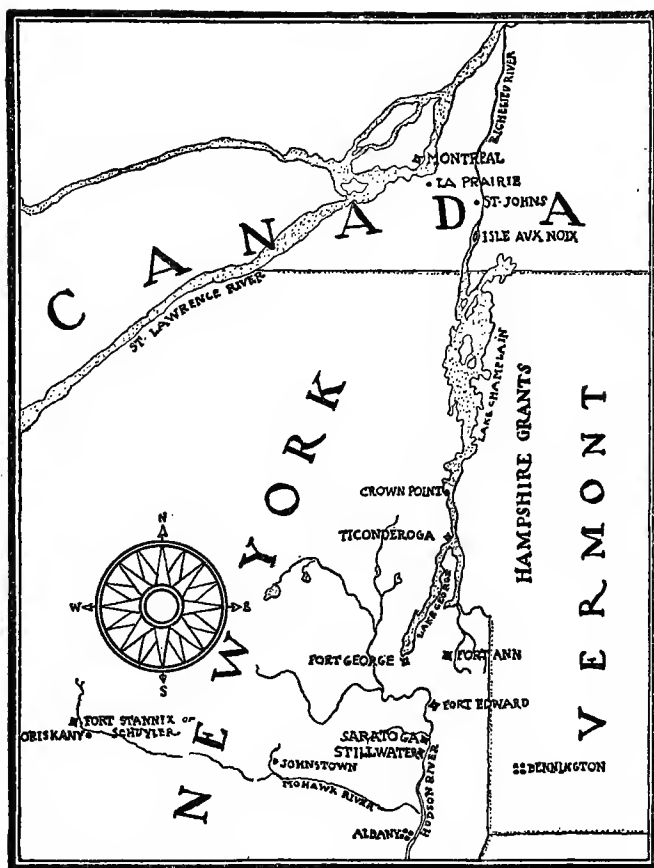 RICHELIEU RIVER
MONTREAL
LA PRAIRIE
ST. JOHNS
CANADA
ISLE AUX NOIX
ST. LAWRENCE RIVER
LAKE CHAMPLAIN
HAMPSHIRE GRANTS
VERMONT
NEW YORK
CROWN POINT
TICONDEROGA
N
W
E
S
LAKE GEORGE
FORT GEORGE
FORT ANN
FORT EDWARD
FORT STANNIX OR
SCHUYLER
ORISKANY
SARATOGA
STILLWATER
JOHNSTOWN
MOHAWK RIVER
HUDSON RIVER
BENNINGTON
ALBANY